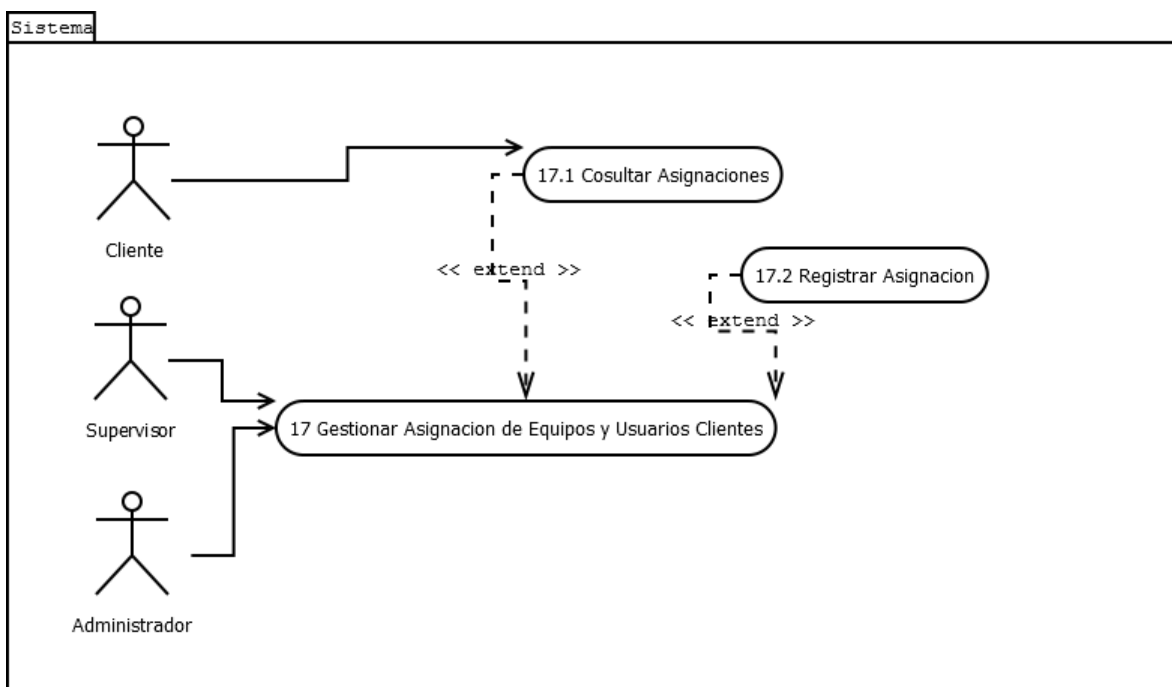 Sistema
17.1 Cosultar Asignaciones
Cliente
<< extend >>
17.2 Registrar Asignacion
<< extend >>
Supervisor
17 Gestionar Asignacion de Equipos y Usuarios Clientes
Administrador